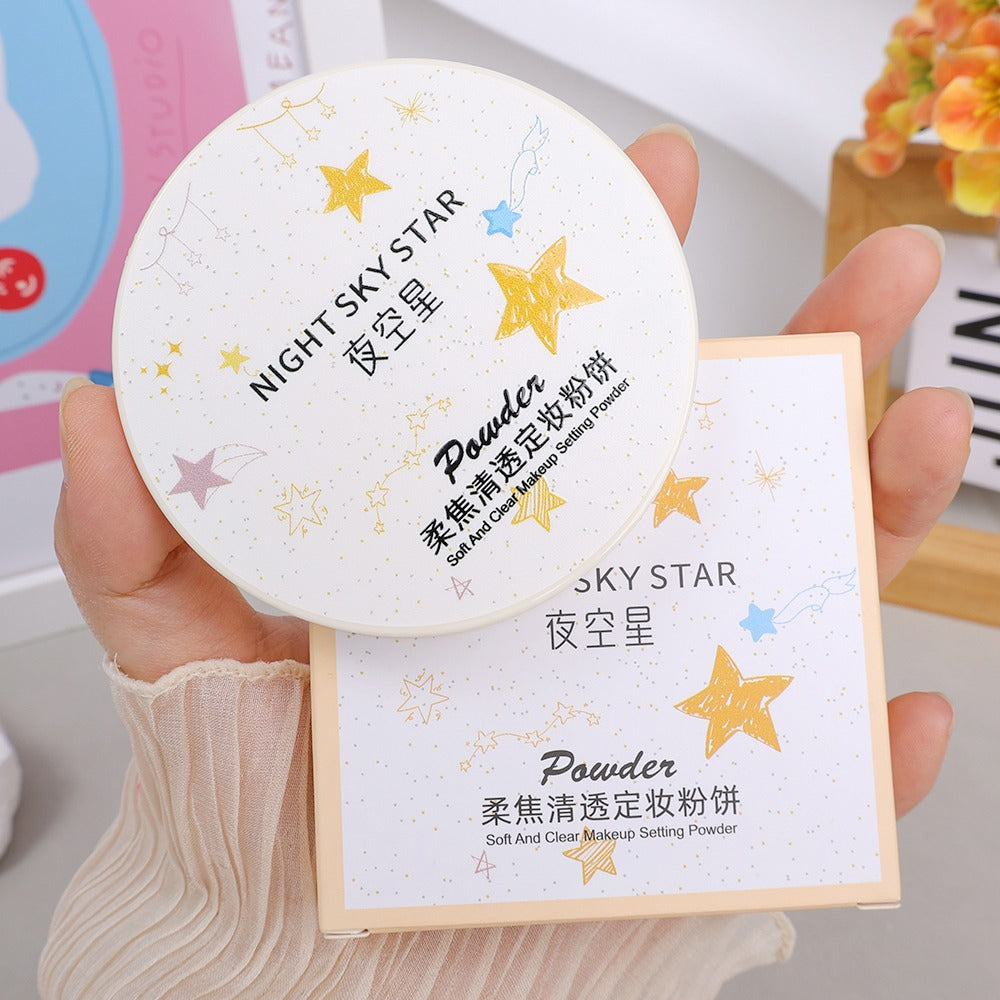 STUDIO
MEAN
NIGHT SKY STAR
夜空星
Powder
柔焦清透定妆粉饼
Soft And Clear Makeup Setting Powder
SKY STAR
夜空星
Powder
柔焦清透定妆粉饼
Soft And Clear Makeup Setting Powder